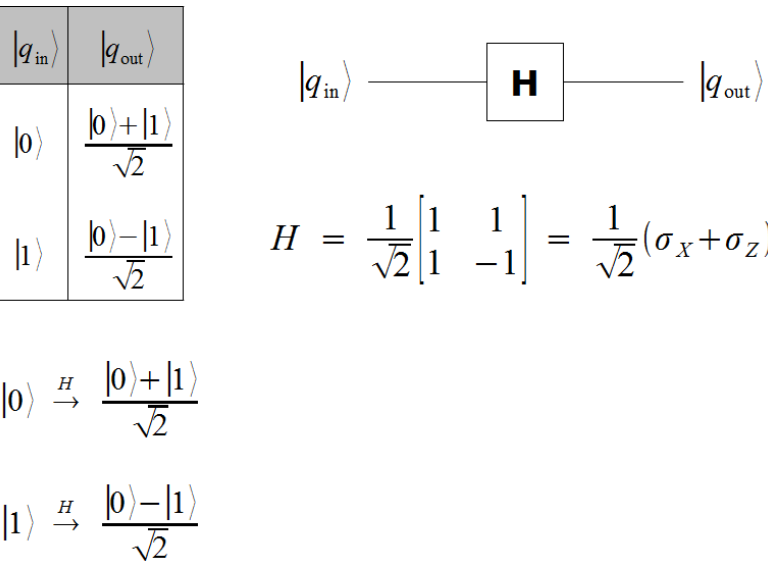 |q_in⟩ |q_out⟩
|0⟩ (|0⟩+|1⟩)/√2
|1⟩ (|0⟩−|1⟩)/√2
|q_in⟩ H |q_out⟩
H = 1/√2 [1 1; 1 −1] = 1/√2 (σ_X+σ_Z)
|0⟩ →^H (|0⟩+|1⟩)/√2
|1⟩ →^H (|0⟩−|1⟩)/√2